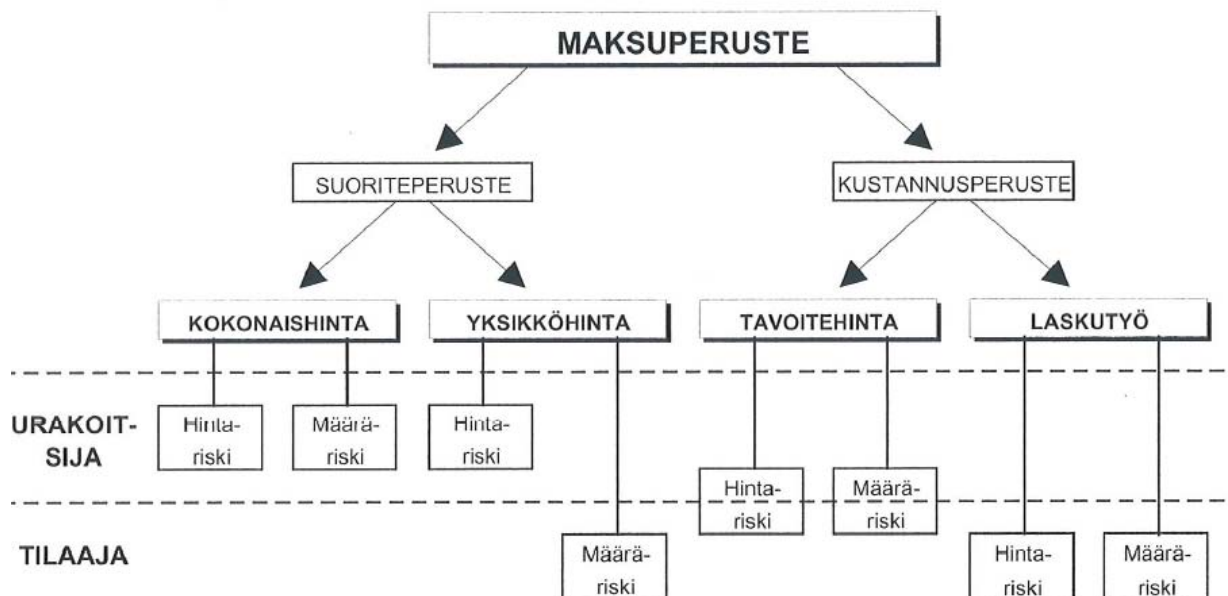 MAKSUPERUSTE
SUORITEPERUSTE
KUSTANNUSPERUSTE
KOKONAISHINTA
YKSIKKÖHINTA
TAVOITEHINTA
LASKUTYÖ
URAKOIT-
SIJA
Hinta-
riski
Määrä-
riski
Hinta-
riski
Hinta-
riski
Määrä-
riski
TILAAJA
Määrä-
riski
Hinta-
riski
Määrä-
riski